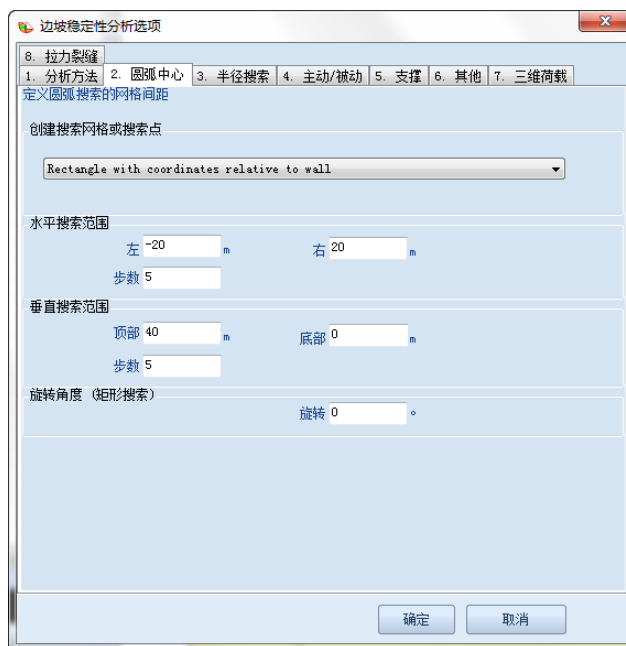 边坡稳定性分析选项
8. 拉力裂缝
1. 分析方法 2. 圆弧中心 3. 半径搜索 4. 主动/被动 5. 支撑 6. 其他 7. 三维荷载
定义圆弧搜索的网格间距
创建搜索网格或搜索点
Rectangle with coordinates relative to wall
水平搜索范围
左 -20 m 右 20 m
步数 5
垂直搜索范围
顶部 40 m 底部 0 m
步数 5
旋转角度 (矩形搜索)
旋转 0 °
确定 取消